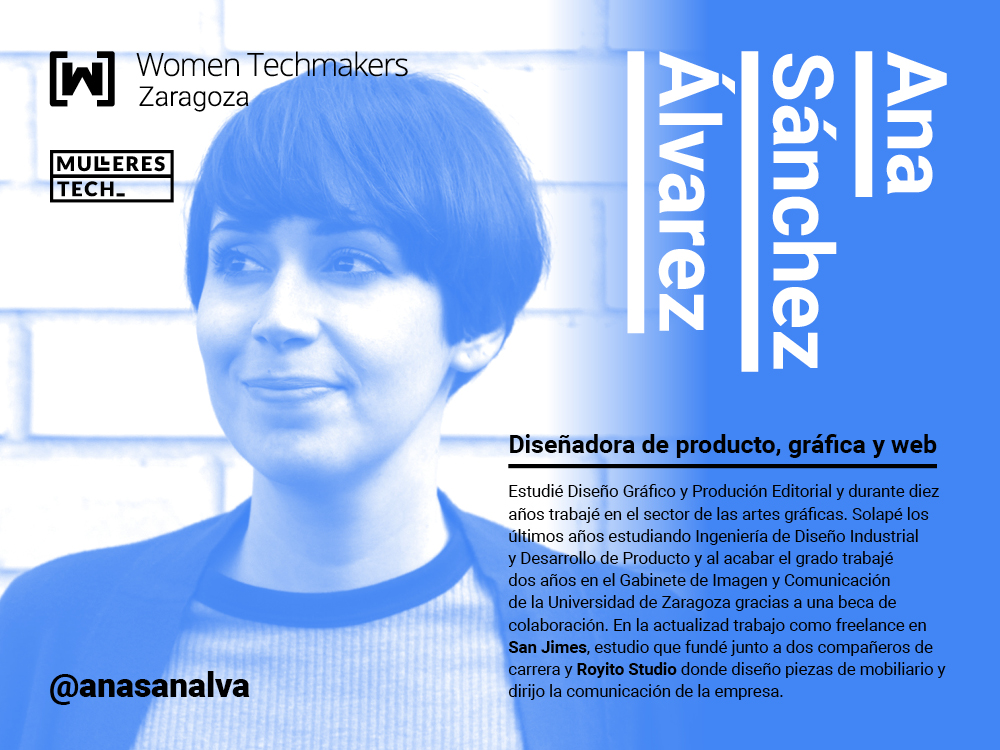 [W] Women Techmakers
Zaragoza
MUJERES
TECH_
Ana
Sánchez
Álvarez
Diseñadora de producto, gráfica y web
Estudié Diseño Gráfico y Produción Editorial y durante diez
años trabajé en el sector de las artes gráficas. Solapé los
últimos años estudiando Ingeniería de Diseño Industrial
y Desarrollo de Producto y al acabar el grado trabajé
dos años en el Gabinete de Imagen y Comunicación
de la Universidad de Zaragoza gracias a una beca de
colaboración. En la actualizad trabajo como freelance en
San Jimes, estudio que fundé junto a dos compañeros de
carrera y Royito Studio donde diseño piezas de mobiliario y
dirijo la comunicación de la empresa.
@anasanalva